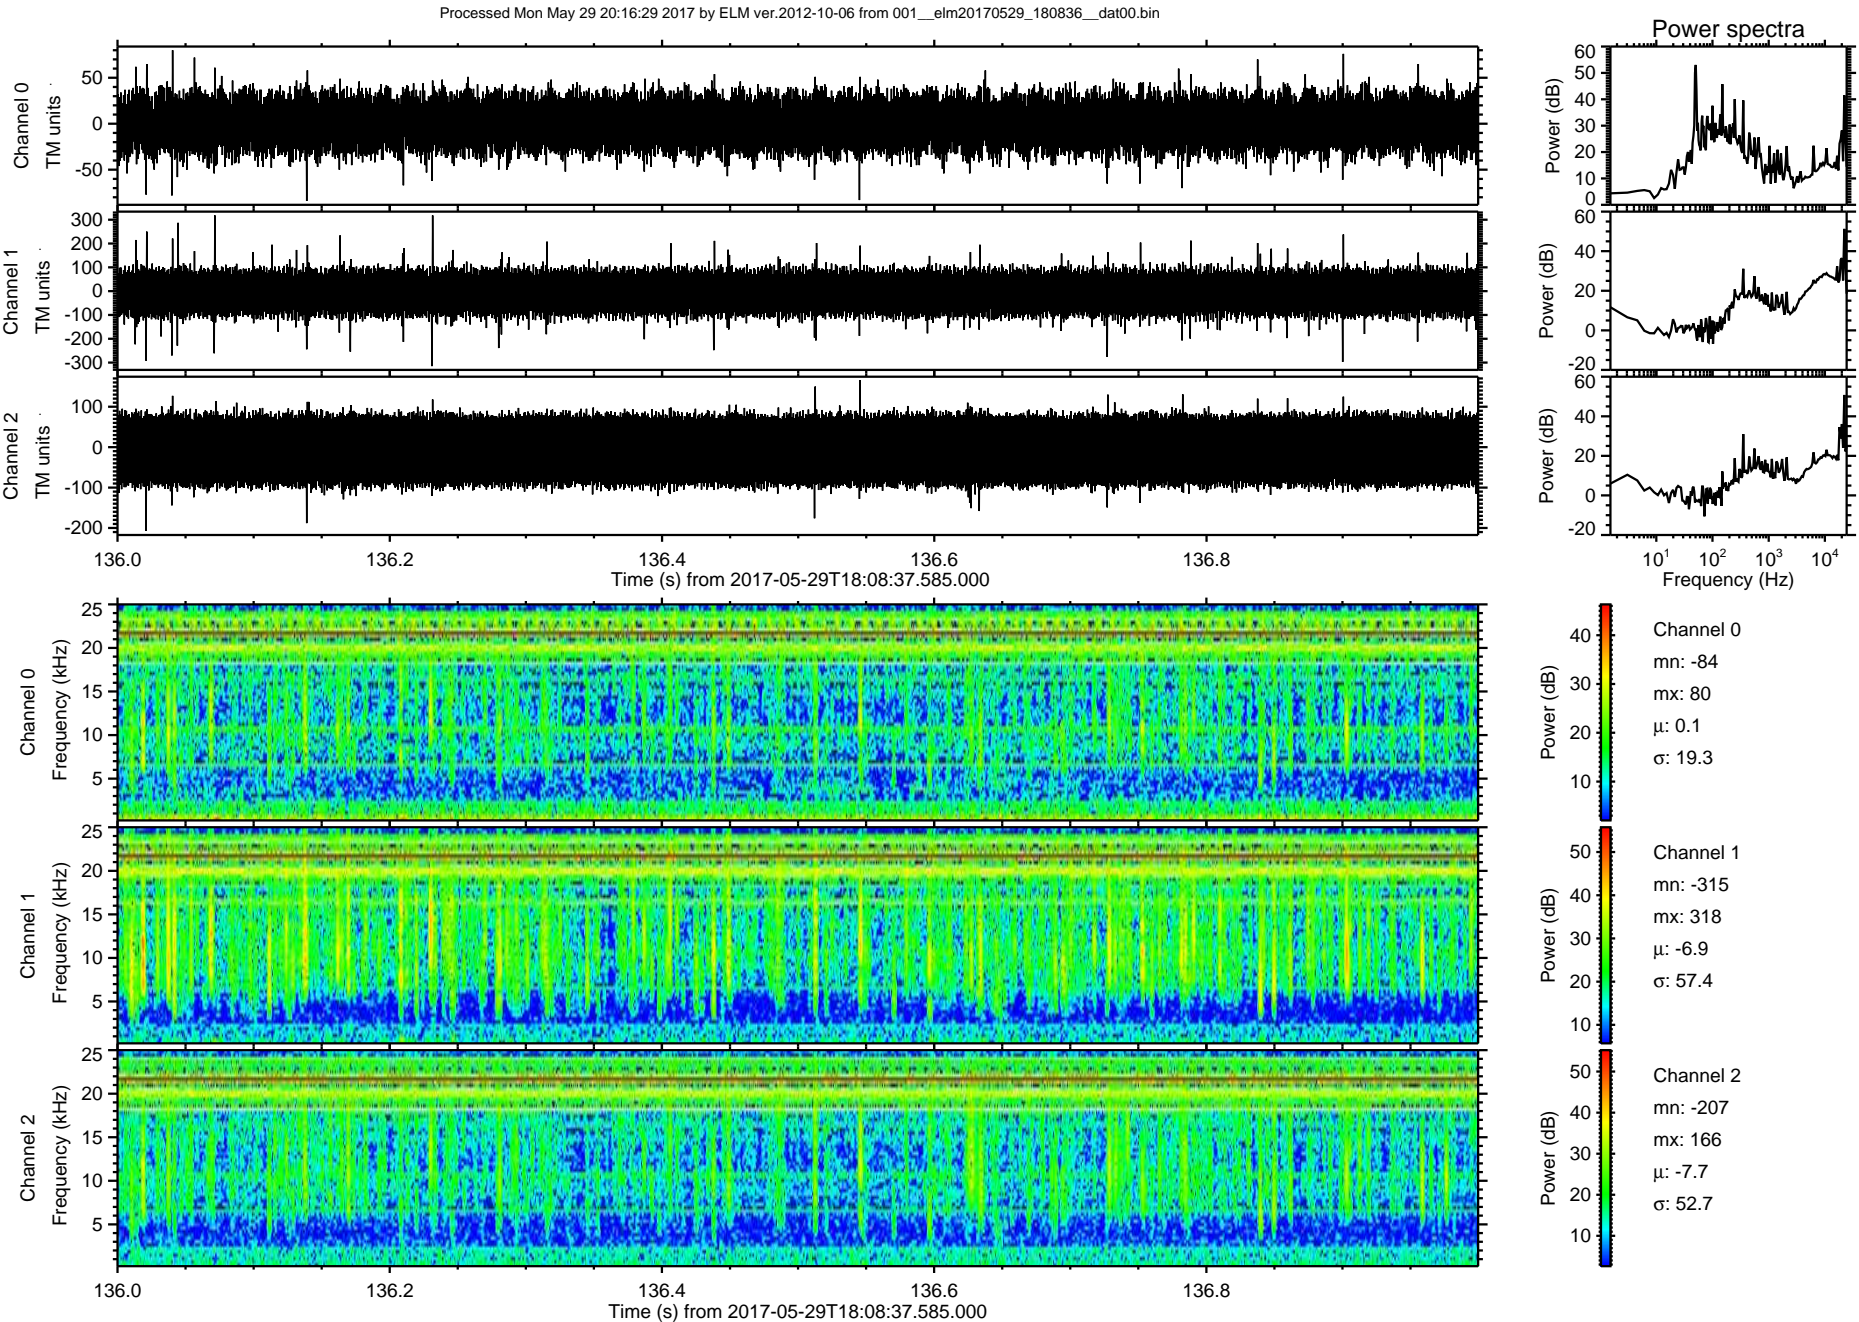 Processed Mon May 29 20:16:29 2017 by ELM ver.2012-10-06 from 001__elm20170529_180836__dat00.bin
Power spectra
Channel 0
TM units
50
0
-50
Power (dB)
60
50
40
30
20
10
0
Channel 1
TM units
300
200
100
0
-100
-200
-300
Power (dB)
60
40
20
0
-20
Channel 2
TM units
100
0
-100
-200
Power (dB)
60
40
20
0
-20
136.0 136.2 136.4 136.6 136.8
Time (s) from 2017-05-29T18:08:37.585.000
10^1 10^2 10^3 10^4
Frequency (Hz)
Channel 0
Frequency (kHz)
25
20
15
10
5
Power (dB)
40
30
20
10
Channel 0
mn: -84
mx: 80
μ: 0.1
σ: 19.3
Channel 1
Frequency (kHz)
25
20
15
10
5
Power (dB)
50
40
30
20
10
Channel 1
mn: -315
mx: 318
μ: -6.9
σ: 57.4
Channel 2
Frequency (kHz)
25
20
15
10
5
Power (dB)
50
40
30
20
10
Channel 2
mn: -207
mx: 166
μ: -7.7
σ: 52.7
136.0 136.2 136.4 136.6 136.8
Time (s) from 2017-05-29T18:08:37.585.000